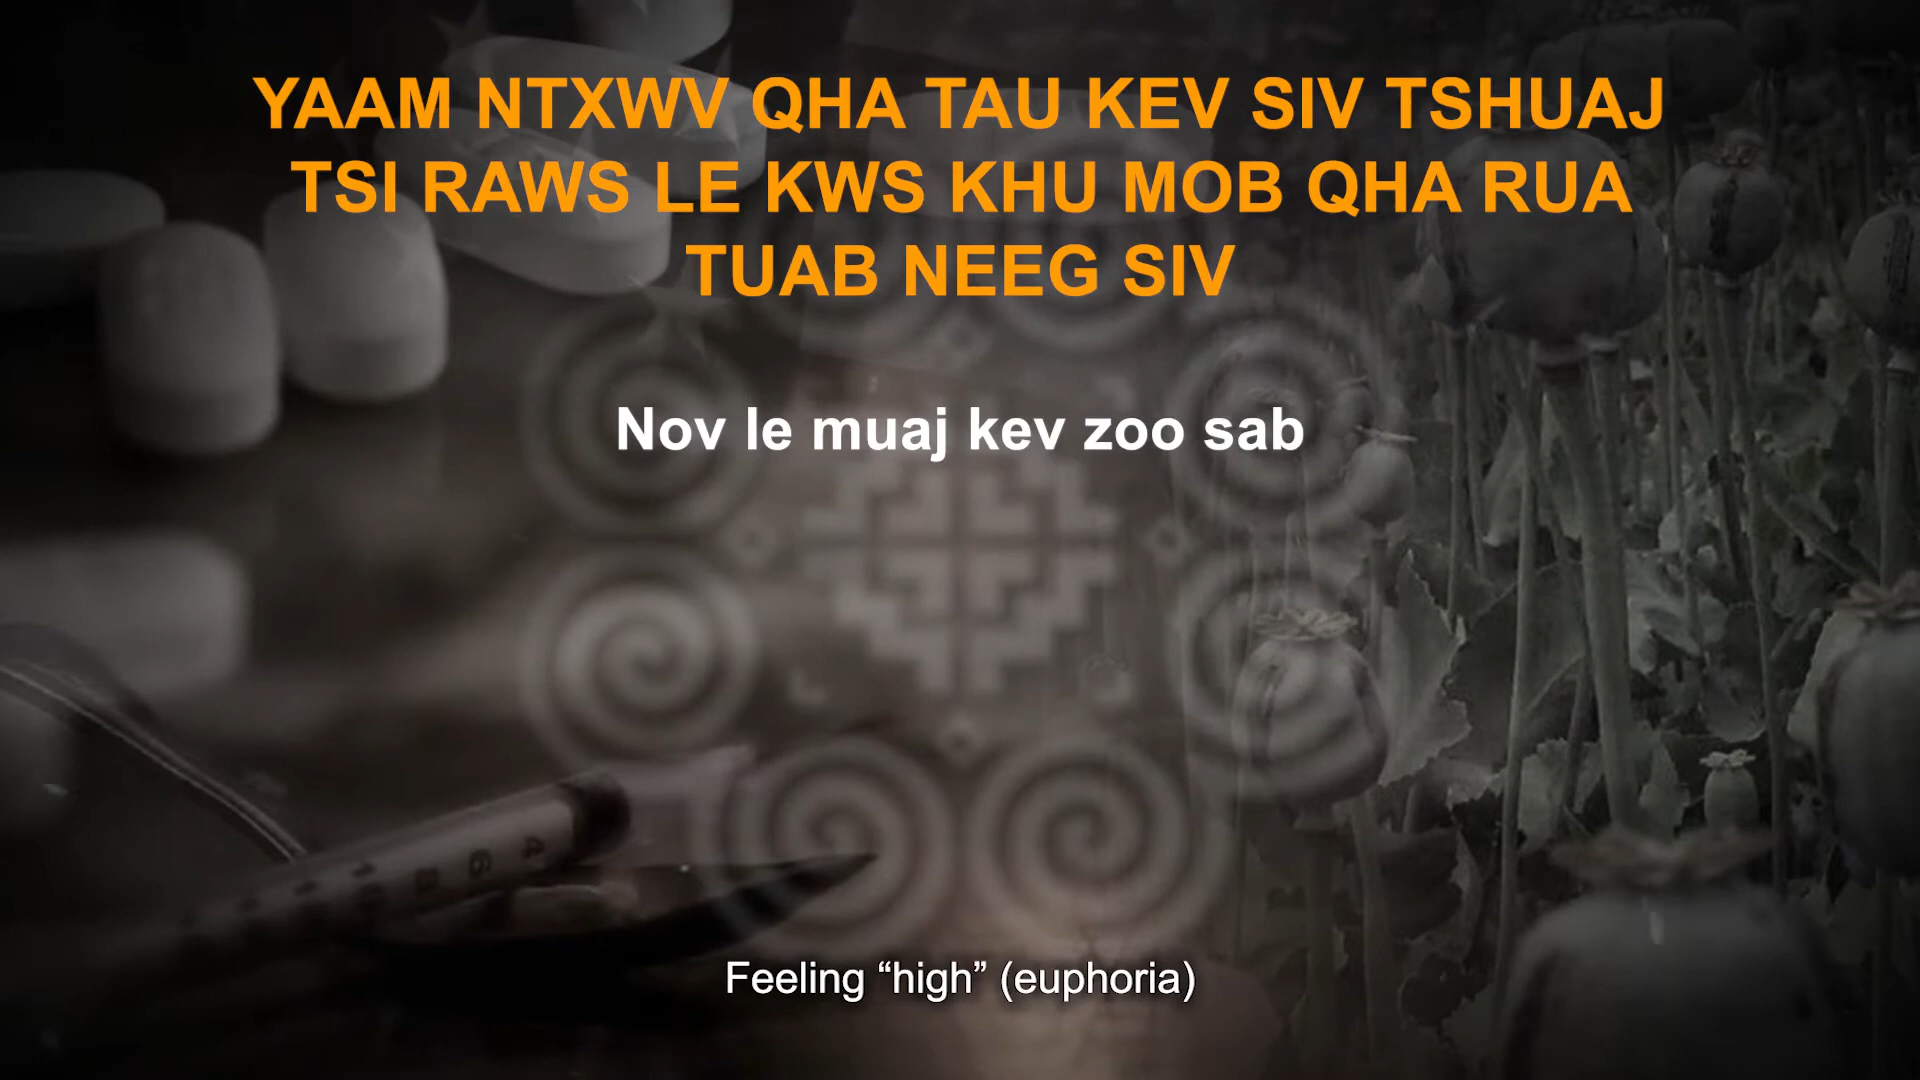 YAAM NTXWV QHA TAU KEV SIV TSHUAJ
TSI RAWS LE KWS KHU MOB QHA RUA
TUAB NEEG SIV
Nov le muaj kev zoo sab
Feeling “high” (euphoria)